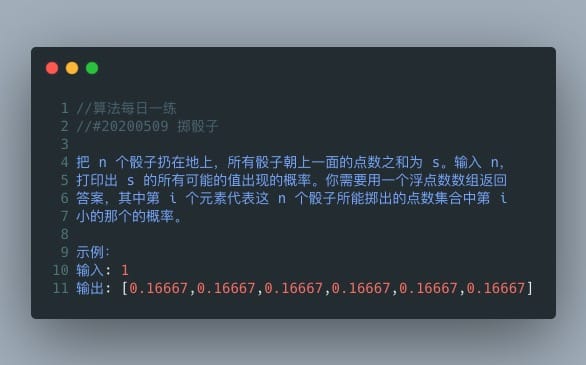 1 //算法每日一练
2 //#20200509 掷骰子
3
4 把 n 个骰子扔在地上，所有骰子朝上一面的点数之和为 s。输入 n，
5 打印出 s 的所有可能的值出现的概率。你需要用一个浮点数数组返回
6 答案，其中第 i 个元素代表这 n 个骰子所能掷出的点数集合中第 i
7 小的那个的概率。
8
9 示例：
10 输入: 1
11 输出: [0.16667,0.16667,0.16667,0.16667,0.16667,0.16667]